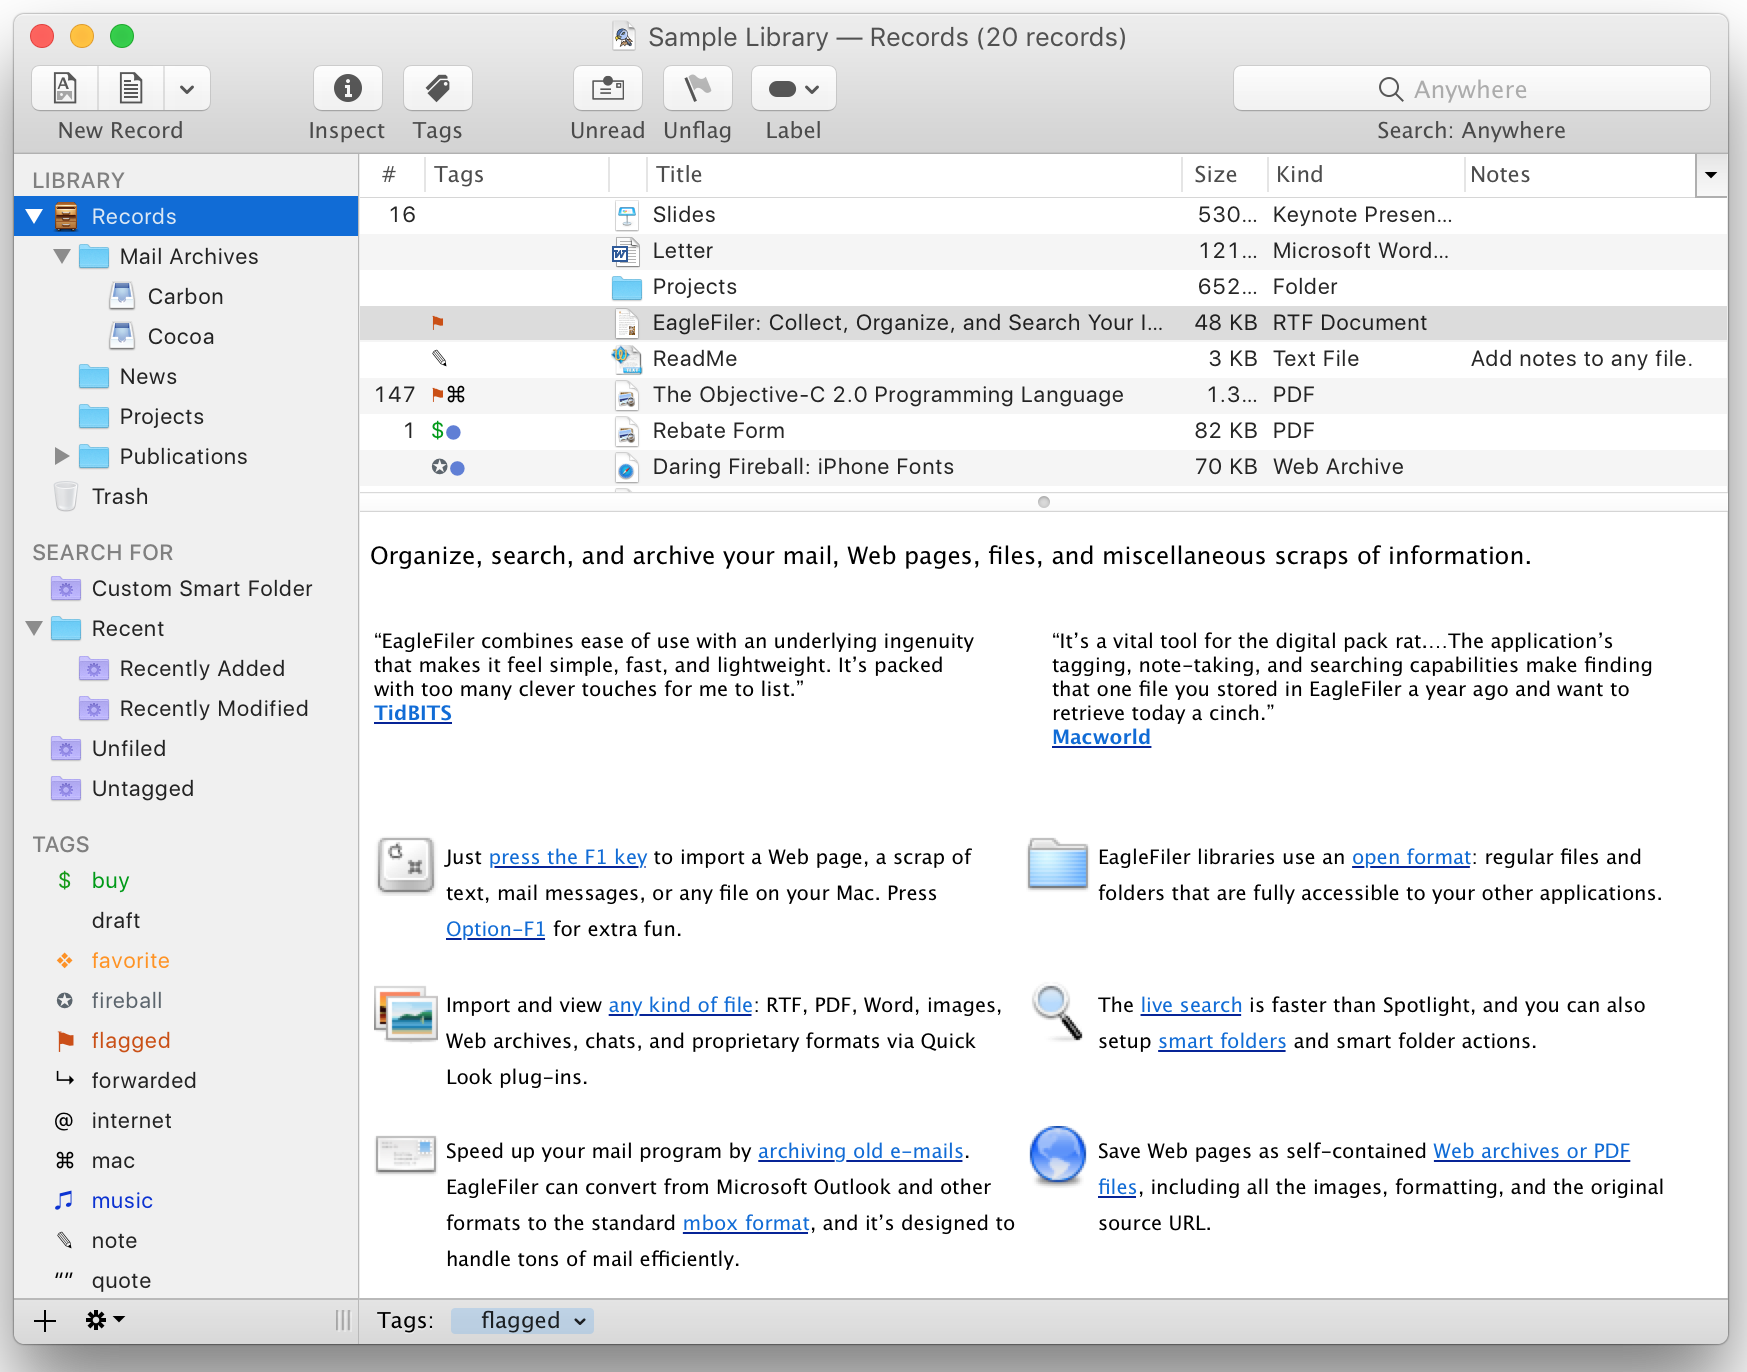 Sample Library — Records (20 records)
New Record
Inspect
Tags
Unread
Unflag
Label
Anywhere
Search: Anywhere
LIBRARY
Records
Mail Archives
Carbon
Cocoa
News
Projects
Publications
Trash
SEARCH FOR
Custom Smart Folder
Recent
Recently Added
Recently Modified
Unfiled
Untagged
TAGS
$ buy
draft
favorite
fireball
flagged
forwarded
@ internet
⌘ mac
music
note
"" quote
# Tags Title Size Kind Notes
16 Slides 530... Keynote Presen...
Letter 121... Microsoft Word...
Projects 652... Folder
EagleFiler: Collect, Organize, and Search Your I... 48 KB RTF Document
ReadMe 3 KB Text File Add notes to any file.
147 ⌘ The Objective-C 2.0 Programming Language 1.3... PDF
1 $ Rebate Form 82 KB PDF
Daring Fireball: iPhone Fonts 70 KB Web Archive
Organize, search, and archive your mail, Web pages, files, and miscellaneous scraps of information.
“EagleFiler combines ease of use with an underlying ingenuity
that makes it feel simple, fast, and lightweight. It’s packed
with too many clever touches for me to list.”
TidBITS
“It’s a vital tool for the digital pack rat....The application’s
tagging, note-taking, and searching capabilities make finding
that one file you stored in EagleFiler a year ago and want to
retrieve today a cinch.”
Macworld
Just press the F1 key to import a Web page, a scrap of
text, mail messages, or any file on your Mac. Press
Option-F1 for extra fun.
EagleFiler libraries use an open format: regular files and
folders that are fully accessible to your other applications.
Import and view any kind of file: RTF, PDF, Word, images,
Web archives, chats, and proprietary formats via Quick
Look plug-ins.
The live search is faster than Spotlight, and you can also
setup smart folders and smart folder actions.
Speed up your mail program by archiving old e-mails.
EagleFiler can convert from Microsoft Outlook and other
formats to the standard mbox format, and it’s designed to
handle tons of mail efficiently.
Save Web pages as self-contained Web archives or PDF
files, including all the images, formatting, and the original
source URL.
Tags: flagged